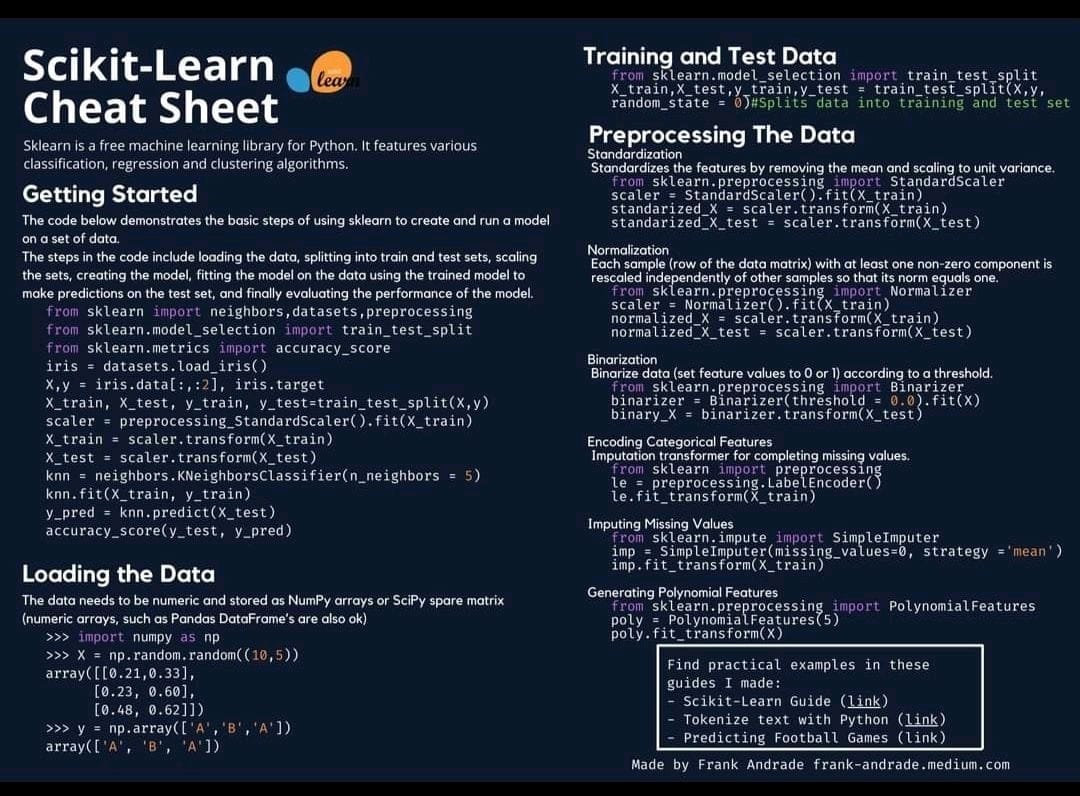 Scikit-Learn
Cheat Sheet
learn
Sklearn is a free machine learning library for Python. It features various
classification, regression and clustering algorithms.
Getting Started
The code below demonstrates the basic steps of using sklearn to create and run a model
on a set of data.
The steps in the code include loading the data, splitting into train and test sets, scaling
the sets, creating the model, fitting the model on the data using the trained model to
make predictions on the test set, and finally evaluating the performance of the model.
from sklearn import neighbors,datasets,preprocessing
from sklearn.model_selection import train_test_split
from sklearn.metrics import accuracy_score
iris = datasets.load_iris()
X,y = iris.data[:,:2], iris.target
X_train, X_test, y_train, y_test=train_test_split(X,y)
scaler = preprocessing_StandardScaler().fit(X_train)
X_train = scaler.transform(X_train)
X_test = scaler.transform(X_test)
knn = neighbors.KNeighborsClassifier(n_neighbors = 5)
knn.fit(X_train, y_train)
y_pred = knn.predict(X_test)
accuracy_score(y_test, y_pred)
Loading the Data
The data needs to be numeric and stored as NumPy arrays or SciPy spare matrix
(numeric arrays, such as Pandas DataFrame's are also ok)
>>> import numpy as np
>>> X = np.random.random((10,5))
array([[0.21,0.33],
[0.23, 0.60],
[0.48, 0.62]])
>>> y = np.array(['A','B','A'])
array(['A', 'B', 'A'])
Training and Test Data
from sklearn.model_selection import train_test_split
X_train,X_test,y_train,y_test = train_test_split(X,y,
random_state = 0)#Splits data into training and test set
Preprocessing The Data
Standardization
Standardizes the features by removing the mean and scaling to unit variance.
from sklearn.preprocessing import StandardScaler
scaler = StandardScaler().fit(X_train)
standarized_X = scaler.transform(X_train)
standarized_X_test = scaler.transform(X_test)
Normalization
Each sample (row of the data matrix) with at least one non-zero component is
rescaled independently of other samples so that its norm equals one.
from sklearn.preprocessing import Normalizer
scaler = Normalizer().fit(X_train)
normalized_X = scaler.transform(X_train)
normalized_X_test = scaler.transform(X_test)
Binarization
Binarize data (set feature values to 0 or 1) according to a threshold.
from sklearn.preprocessing import Binarizer
binarizer = Binarizer(threshold = 0.0).fit(X)
binary_X = binarizer.transform(X_test)
Encoding Categorical Features
Imputation transformer for completing missing values.
from sklearn import preprocessing
le = preprocessing.LabelEncoder()
le.fit_transform(X_train)
Imputing Missing Values
from sklearn.impute import SimpleImputer
imp = SimpleImputer(missing_values=0, strategy ='mean')
imp.fit_transform(X_train)
Generating Polynomial Features
from sklearn.preprocessing import PolynomialFeatures
poly = PolynomialFeatures(5)
poly.fit_transform(X)
Find practical examples in these
guides I made:
- Scikit-Learn Guide (link)
- Tokenize text with Python (link)
- Predicting Football Games (link)
Made by Frank Andrade frank-andrade.medium.com